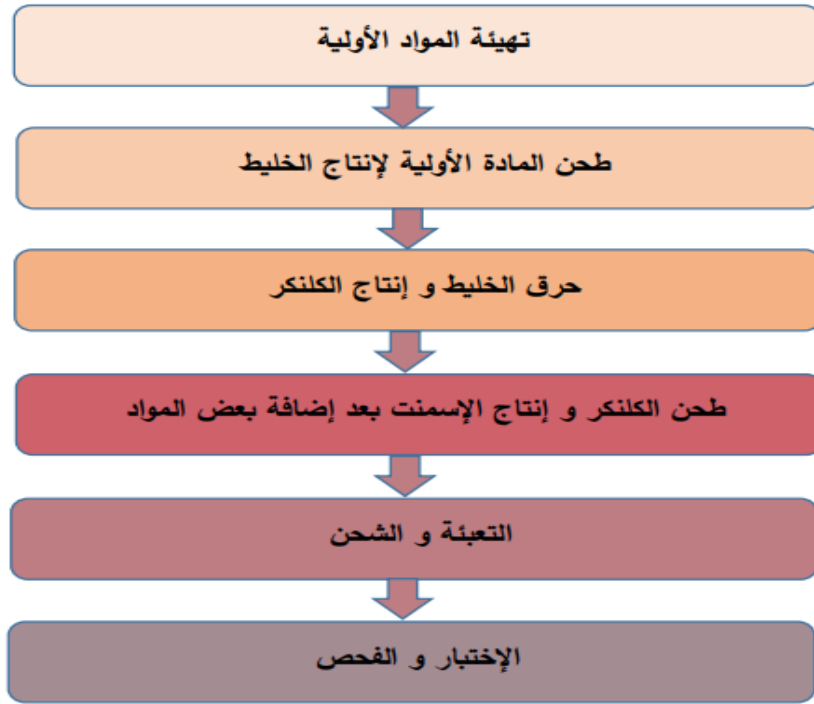 تهيئة المواد الأولية
طحن المادة الأولية لإنتاج الخليط
حرق الخليط و إنتاج الكلنكر
طحن الكلنكر و إنتاج الإسمنت بعد إضافة بعض المواد
التعبئة و الشحن
الإختبار و الفحص